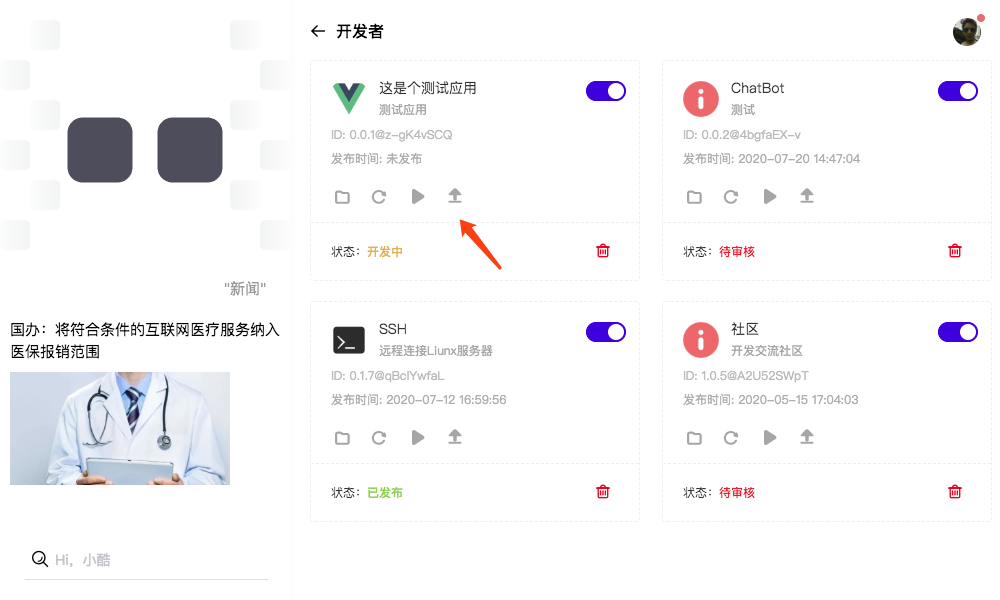 "新闻"
国办：将符合条件的互联网医疗服务纳入
医保报销范围
Hi，小酷
开发者
这是个测试应用
测试应用
ID: 0.0.1@z-gK4vSCQ
发布时间: 未发布
状态：开发中
ChatBot
测试
ID: 0.0.2@4bgfaEX-v
发布时间: 2020-07-20 14:47:04
状态：待审核
SSH
远程连接Liunx服务器
ID: 0.1.7@qBclYwfaL
发布时间: 2020-07-12 16:59:56
状态：已发布
社区
开发交流社区
ID: 1.0.5@A2U52SWpT
发布时间: 2020-05-15 17:04:03
状态：待审核